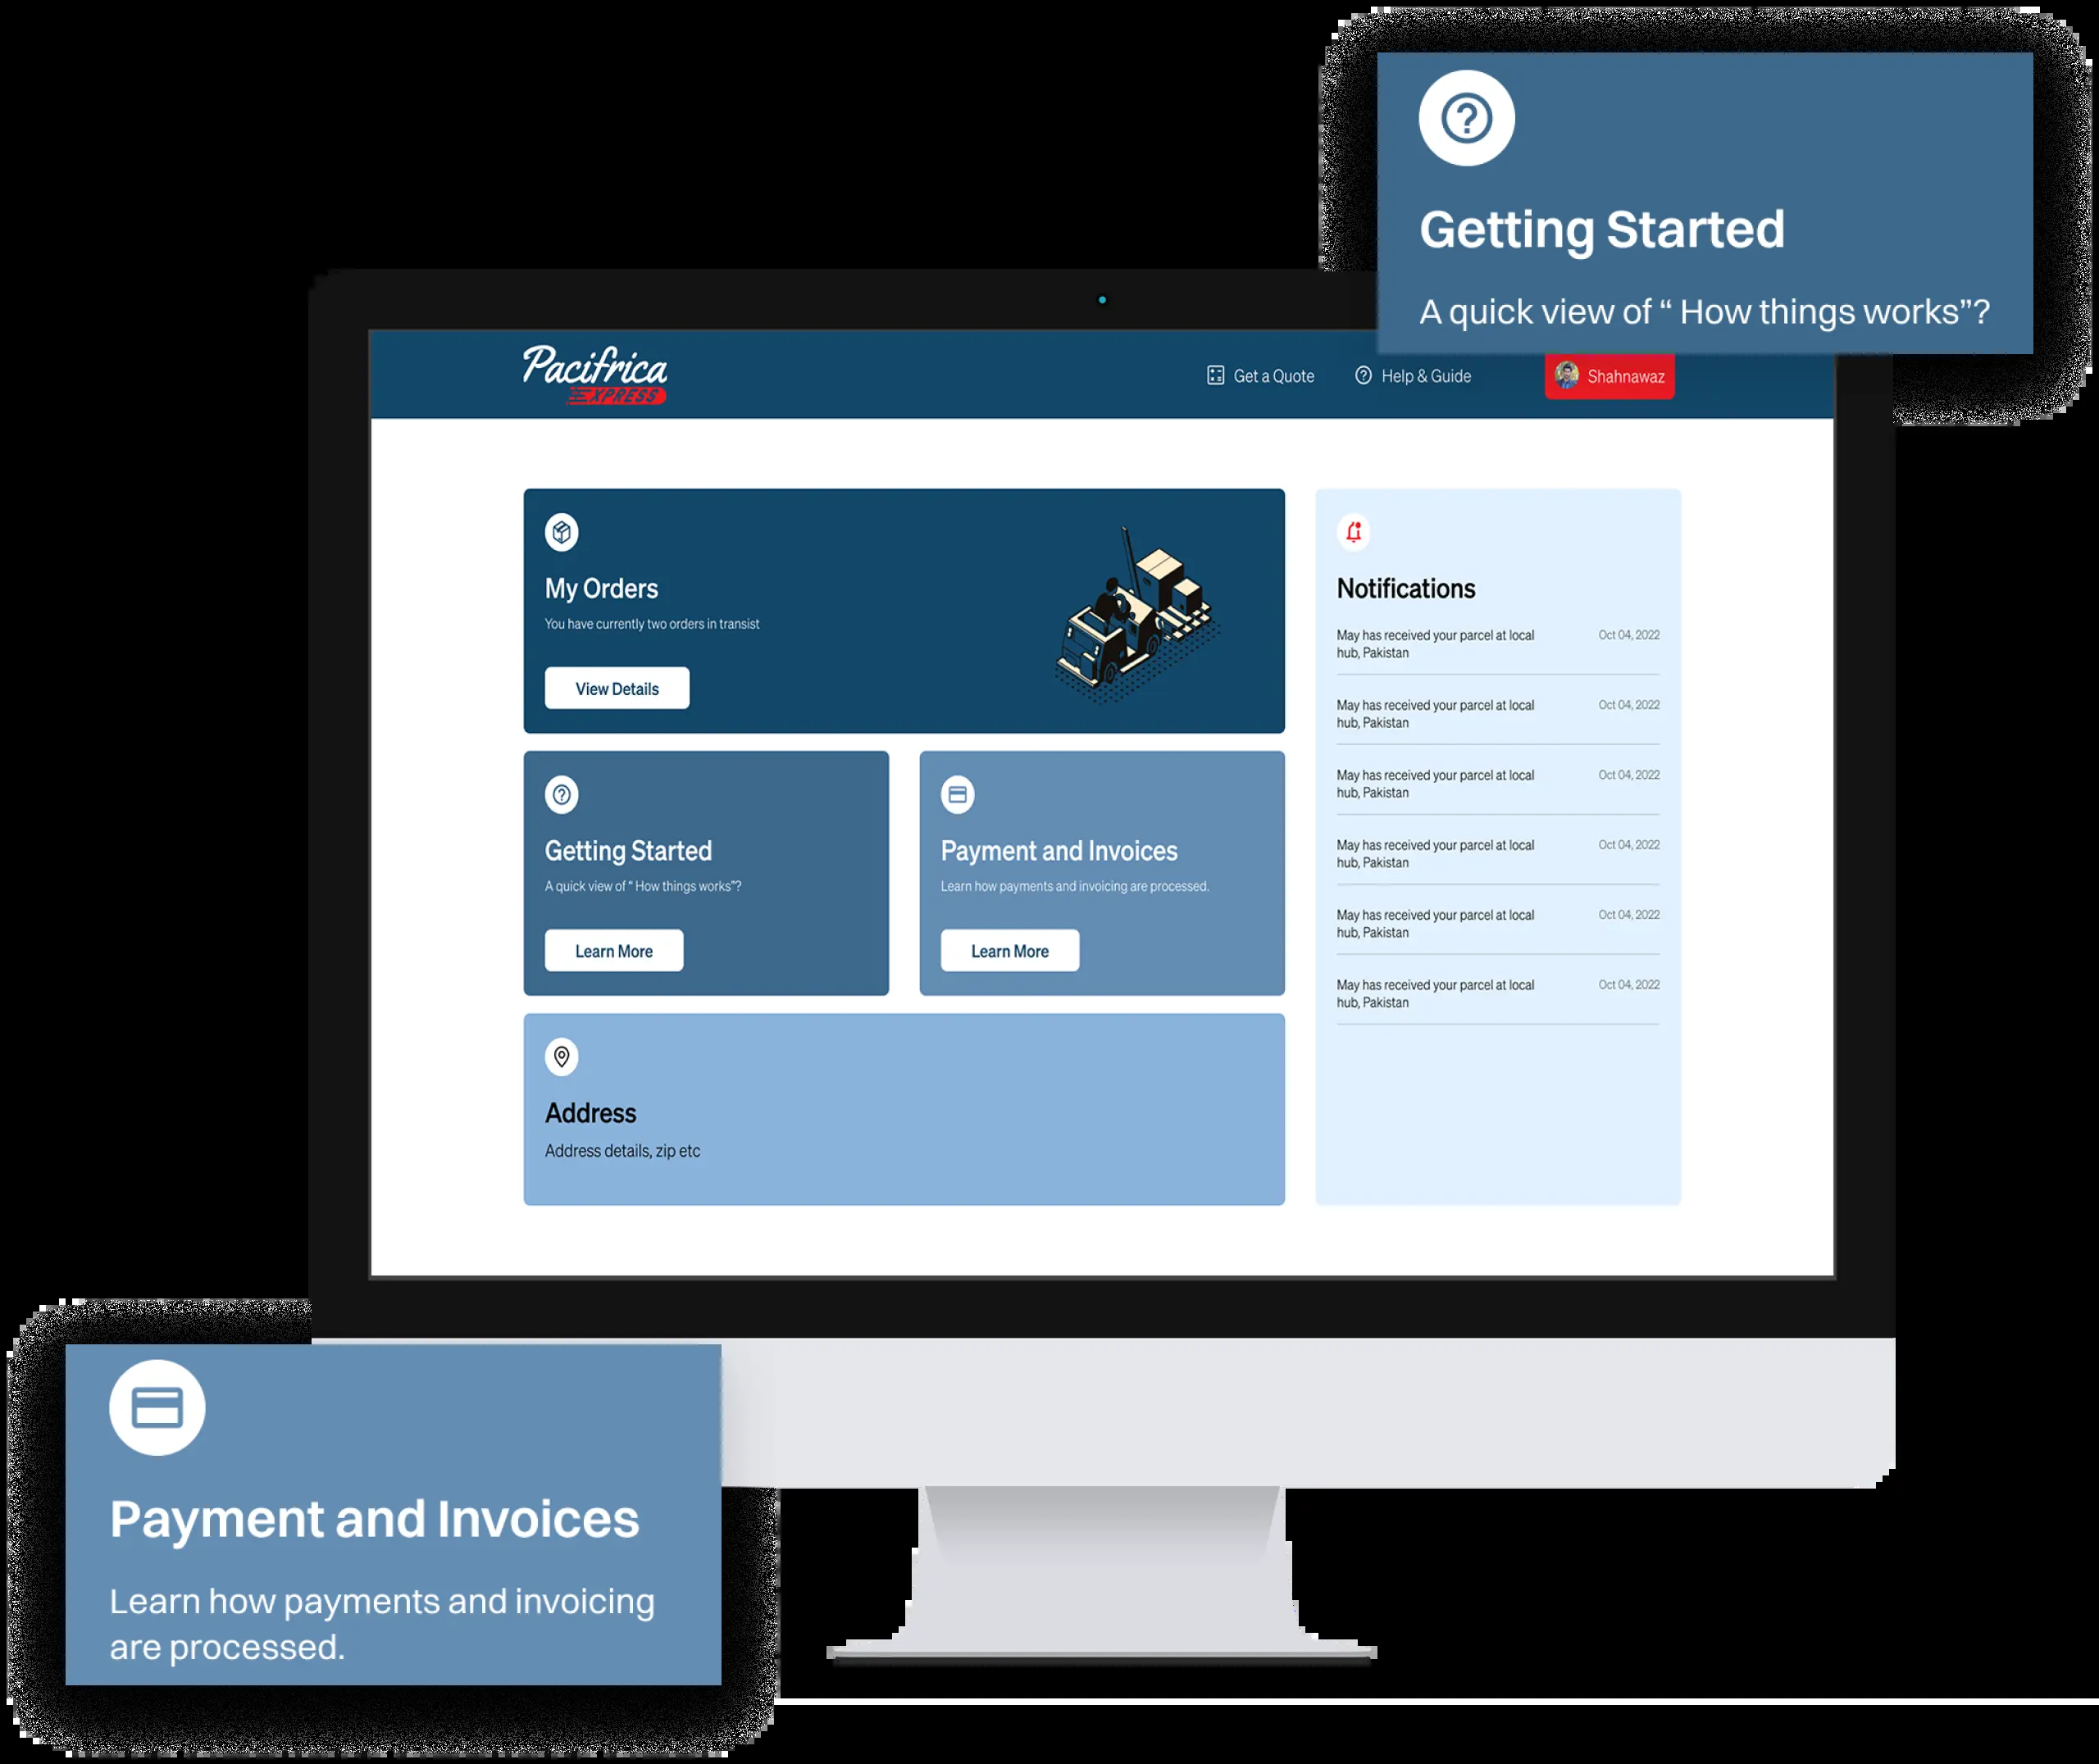 Getting Started
A quick view of “ How things works”?
Pacifrica
XPRESS
Get a Quote
Help & Guide
Shahnawaz
My Orders
You have currently two orders in transist
View Details
Getting Started
A quick view of “ How things works”?
Learn More
Payment and Invoices
Learn how payments and invoicing are processed.
Learn More
Address
Address details, zip etc
Notifications
May has received your parcel at local
hub, Pakistan
Oct 04, 2022
May has received your parcel at local
hub, Pakistan
Oct 04, 2022
May has received your parcel at local
hub, Pakistan
Oct 04, 2022
May has received your parcel at local
hub, Pakistan
Oct 04, 2022
May has received your parcel at local
hub, Pakistan
Oct 04, 2022
May has received your parcel at local
hub, Pakistan
Oct 04, 2022
Payment and Invoices
Learn how payments and invoicing
are processed.